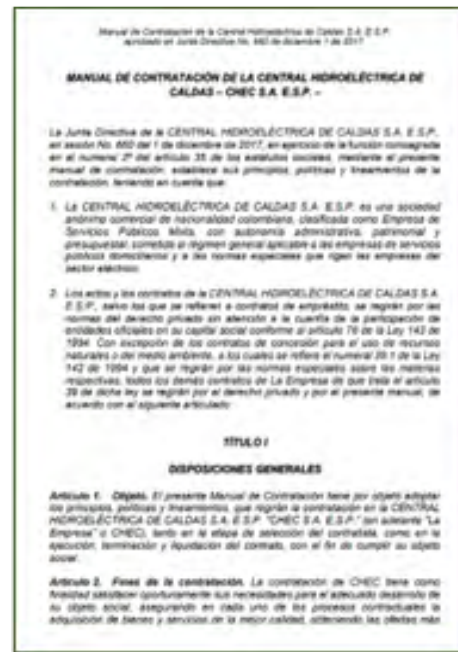 Manual de Contratación de la Central Hidroeléctrica de Caldas S.A. E.S.P.
aprobado en Junta Directiva No. 660 de diciembre 1 de 2017
MANUAL DE CONTRATACIÓN DE LA CENTRAL HIDROELÉCTRICA DE
CALDAS – CHEC S.A. E.S.P. –
La Junta Directiva de la CENTRAL HIDROELÉCTRICA DE CALDAS S.A. E.S.P.,
en sesión No. 660 del 1 de diciembre de 2017, en ejercicio de la función consagrada
en el numeral 2º del artículo 35 de los estatutos sociales, mediante el presente
manual de contratación, establece sus principios, políticas y lineamientos de la
contratación, teniendo en cuenta que:
1. La CENTRAL HIDROELÉCTRICA DE CALDAS S.A. E.S.P. es una sociedad
anónima comercial de nacionalidad colombiana, clasificada como Empresa de
Servicios Públicos Mixta, con autonomía administrativa, patrimonial y
presupuestal, sometida al régimen general aplicable a las empresas de servicios
públicos domiciliarios y a las normas especiales que rigen las empresas del
sector eléctrico.
2. Los actos y los contratos de la CENTRAL HIDROELÉCTRICA DE CALDAS S.A.
E.S.P., salvo los que se refieren a contratos de empréstito, se regirán por las
normas del derecho privado sin atención a la cuantía de la participación de
entidades oficiales en su capital social conforme al artículo 76 de la Ley 143 de
1994. Con excepción de los contratos de concesión para el uso de recursos
naturales o del medio ambiente, a los cuales se refiere el numeral 39.1 de la Ley
142 de 1994 y que se regirán por las normas especiales sobre las materias
respectivas, todos los demás contratos de La Empresa de que trata el artículo
39 de dicha ley se regirán por el derecho privado y por el presente manual, de
acuerdo con el siguiente articulado:
TÍTULO I
DISPOSICIONES GENERALES
Artículo 1. Objeto. El presente Manual de Contratación tiene por objeto adoptar
los principios, políticas y lineamientos, que regirán la contratación en la CENTRAL
HIDROELÉCTRICA DE CALDAS S.A. E.S.P. "CHEC S.A. E.S.P." (en adelante "La
Empresa" o CHEC), tanto en la etapa de selección del contratista, como en la
ejecución, terminación y liquidación del contrato, con el fin de cumplir su objeto
social.
Artículo 2. Fines de la contratación. La contratación de CHEC tiene como
finalidad satisfacer oportunamente sus necesidades para el adecuado desarrollo de
su objeto social, asegurando en cada uno de los procesos contractuales la
adquisición de bienes y servicios de la mejor calidad, obteniendo las ofertas más